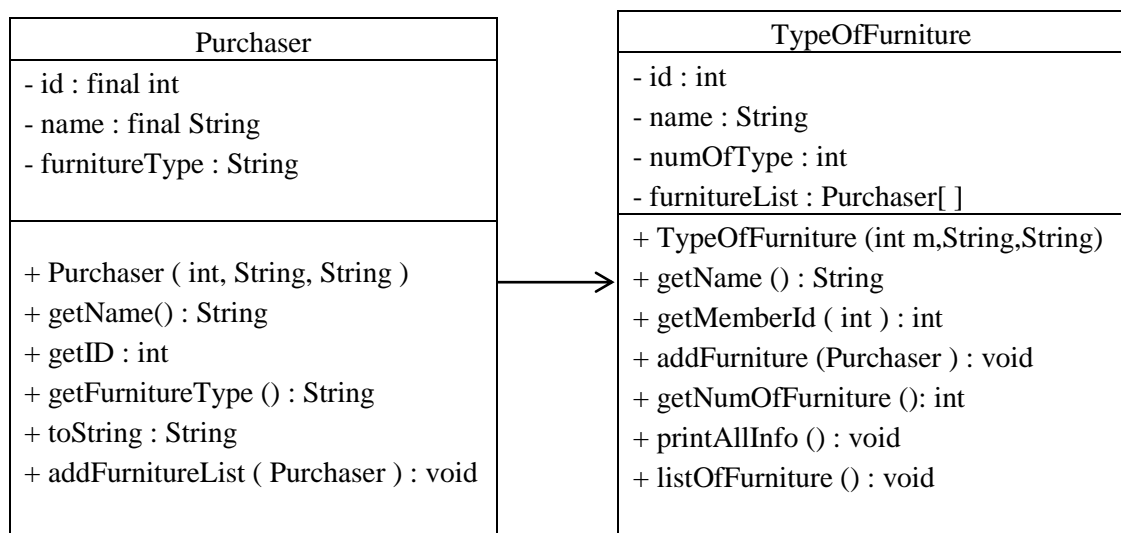 Purchaser
- id : final int
- name : final String
- furnitureType : String
+ Purchaser ( int, String, String )
+ getName() : String
+ getID : int
+ getFurnitureType () : String
+ toString : String
+ addFurnitureList ( Purchaser ) : void
TypeOfFurniture
- id : int
- name : String
- numOfType : int
- furnitureList : Purchaser[ ]
+ TypeOfFurniture (int m,String,String)
+ getName () : String
+ getMemberId ( int ) : int
+ addFurniture (Purchaser ) : void
+ getNumOfFurniture (): int
+ printAllInfo () : void
+ listOfFurniture () : void